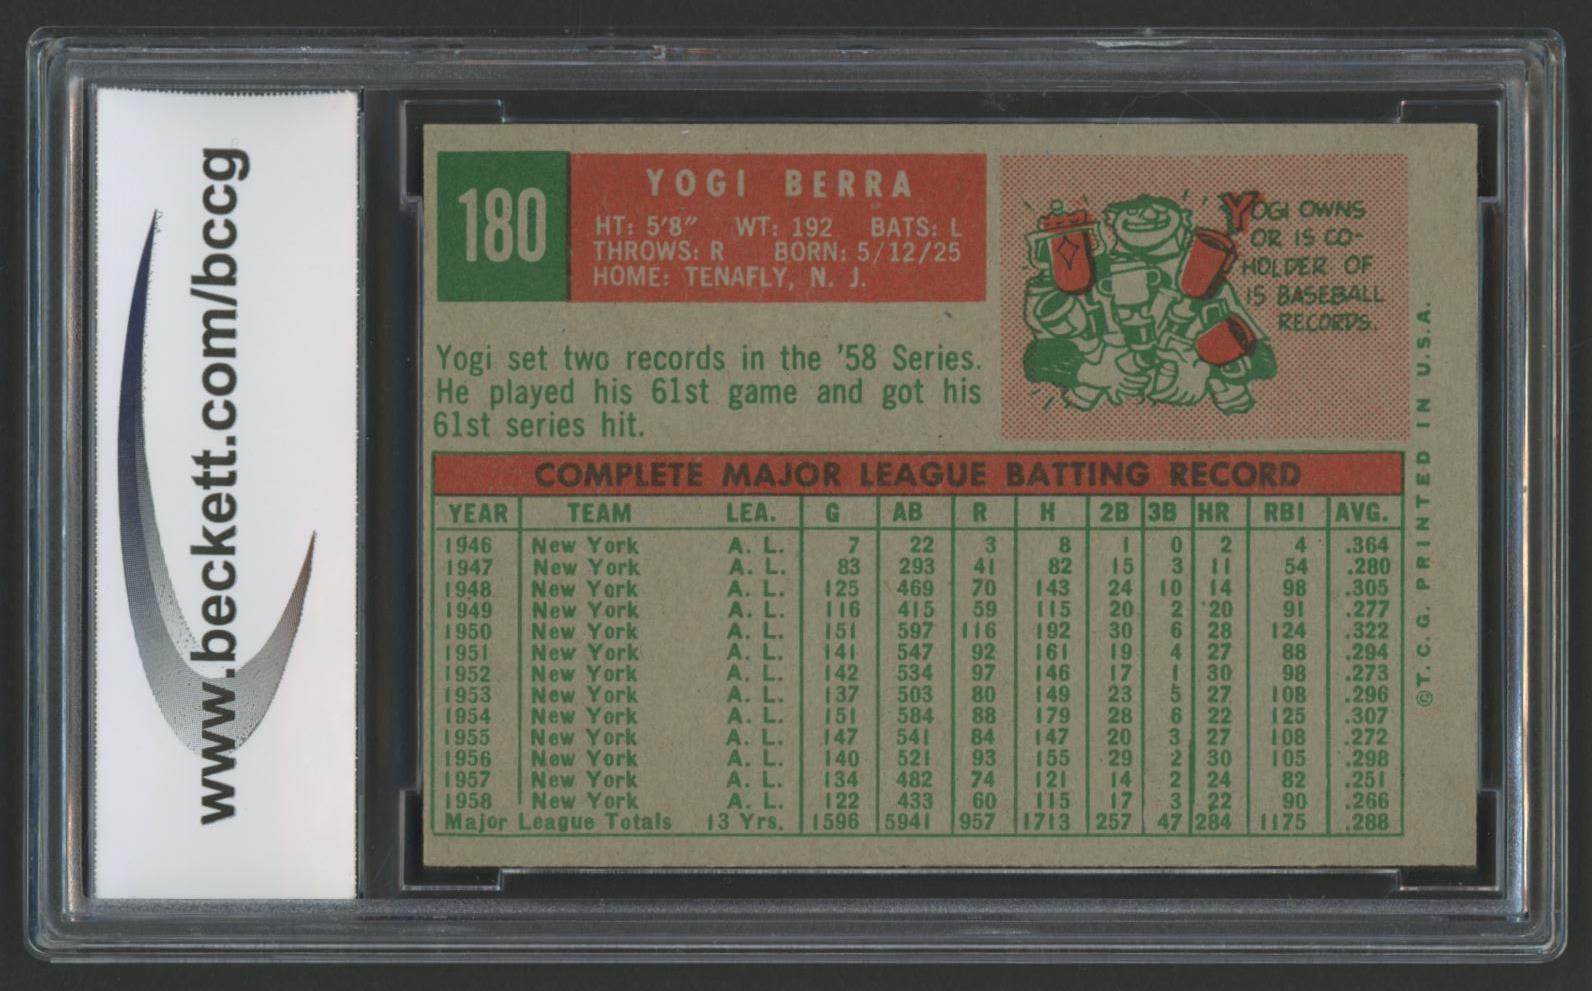 www.beckett.com/bccg
180
YOGI BERRA
HT: 5'8" WT: 192 BATS: L
THROWS: R BORN: 5/12/25
HOME: TENAFLY, N. J.
YOGI OWNS
OR IS CO-
HOLDER OF
15 BASEBALL
RECORDS.
Yogi set two records in the '58 Series.
He played his 61st game and got his
61st series hit.
COMPLETE MAJOR LEAGUE BATTING RECORD
YEAR TEAM LEA. G AB R H 2B 3B HR RBI AVG.
1946 New York A. L. 7 22 3 8 1 0 2 4 .364
1947 New York A. L. 83 293 41 82 15 3 11 54 .280
1948 New York A. L. 125 469 70 143 24 10 14 98 .305
1949 New York A. L. 116 415 59 115 20 2 20 91 .277
1950 New York A. L. 151 597 116 192 30 6 28 124 .322
1951 New York A. L. 141 547 92 161 19 4 27 88 .294
1952 New York A. L. 142 534 97 146 17 1 30 98 .273
1953 New York A. L. 137 503 80 149 23 5 27 108 .296
1954 New York A. L. 151 584 88 179 28 6 22 125 .307
1955 New York A. L. 147 541 84 147 20 3 27 108 .272
1956 New York A. L. 140 521 93 155 29 2 30 105 .298
1957 New York A. L. 134 482 74 121 14 2 24 82 .251
1958 New York A. L. 122 433 60 115 17 3 22 90 .266
Major League Totals 13 Yrs. 1596 5941 957 1713 257 47 284 1175 .288
©T. C. G. PRINTED IN U.S.A.